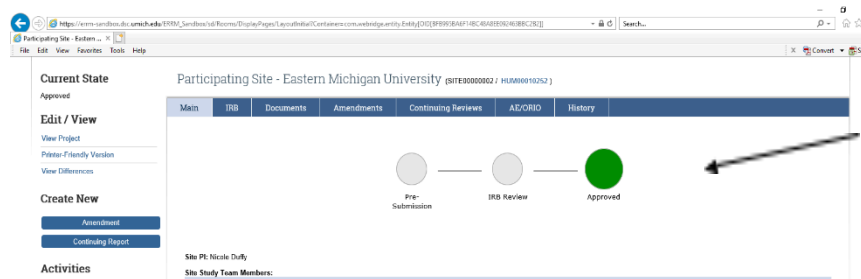 https://errm-sandbox.dsc.umich.edu/ERRM_Sandbox/sd/Rooms/DisplayPages/LayoutInitial?Container=com.webridge.entity.Entity[OID[BFB993BA6F14BC48A8EE092469BBC2B2]]
Search...
Participating Site - Eastern ...
File Edit View Favorites Tools Help
Convert
Current State
Approved
Edit / View
View Project
Printer-Friendly Version
View Differences
Create New
Amendment
Continuing Report
Activities
Participating Site - Eastern Michigan University (SITE00000002 / HUM00010252 )
Main IRB Documents Amendments Continuing Reviews AE/ORIO History
Pre-
Submission
IRB Review
Approved
Site PI: Nicole Duffy
Site Study Team Members: